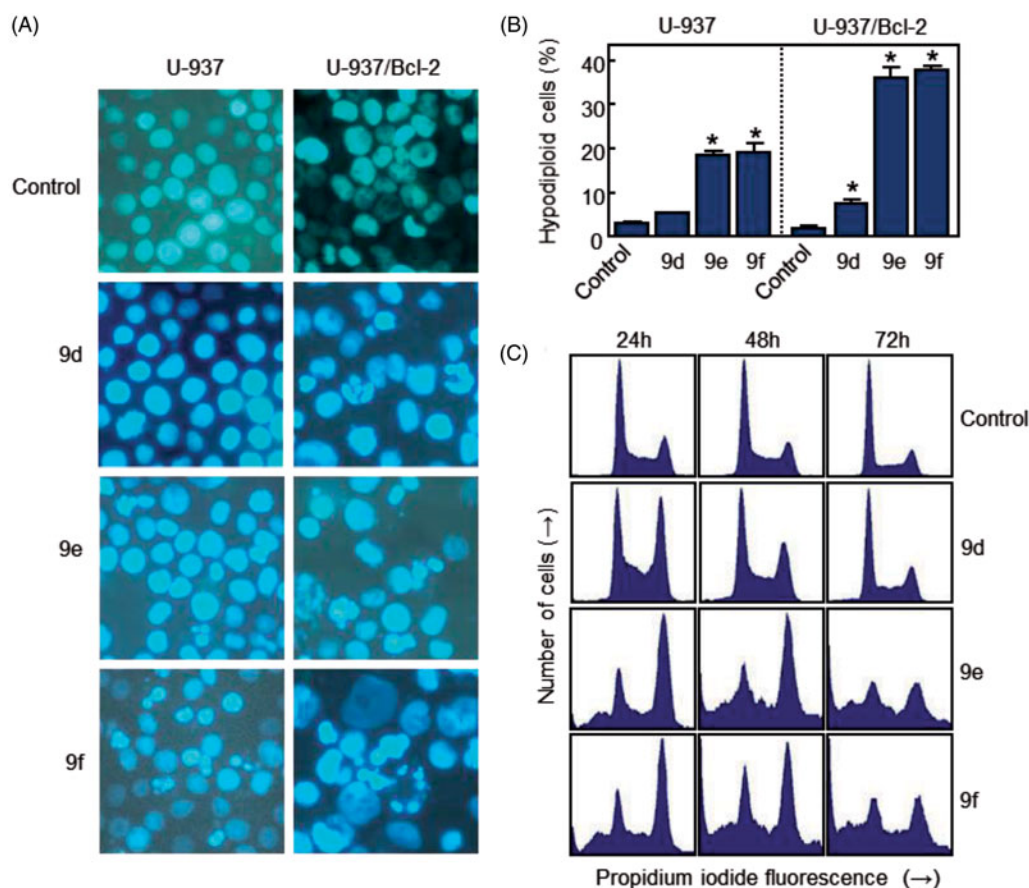 (A)
U-937
U-937/Bcl-2
Control
9d
9e
9f
(B)
U-937
U-937/Bcl-2
Hypodiploid cells (%)
40
30
20
10
0
*
*
*
*
*
Control
9d
9e
9f
Control
9d
9e
9f
(C)
24h
48h
72h
Control
9d
9e
9f
Number of cells (→)
Propidium iodide fluorescence (→)